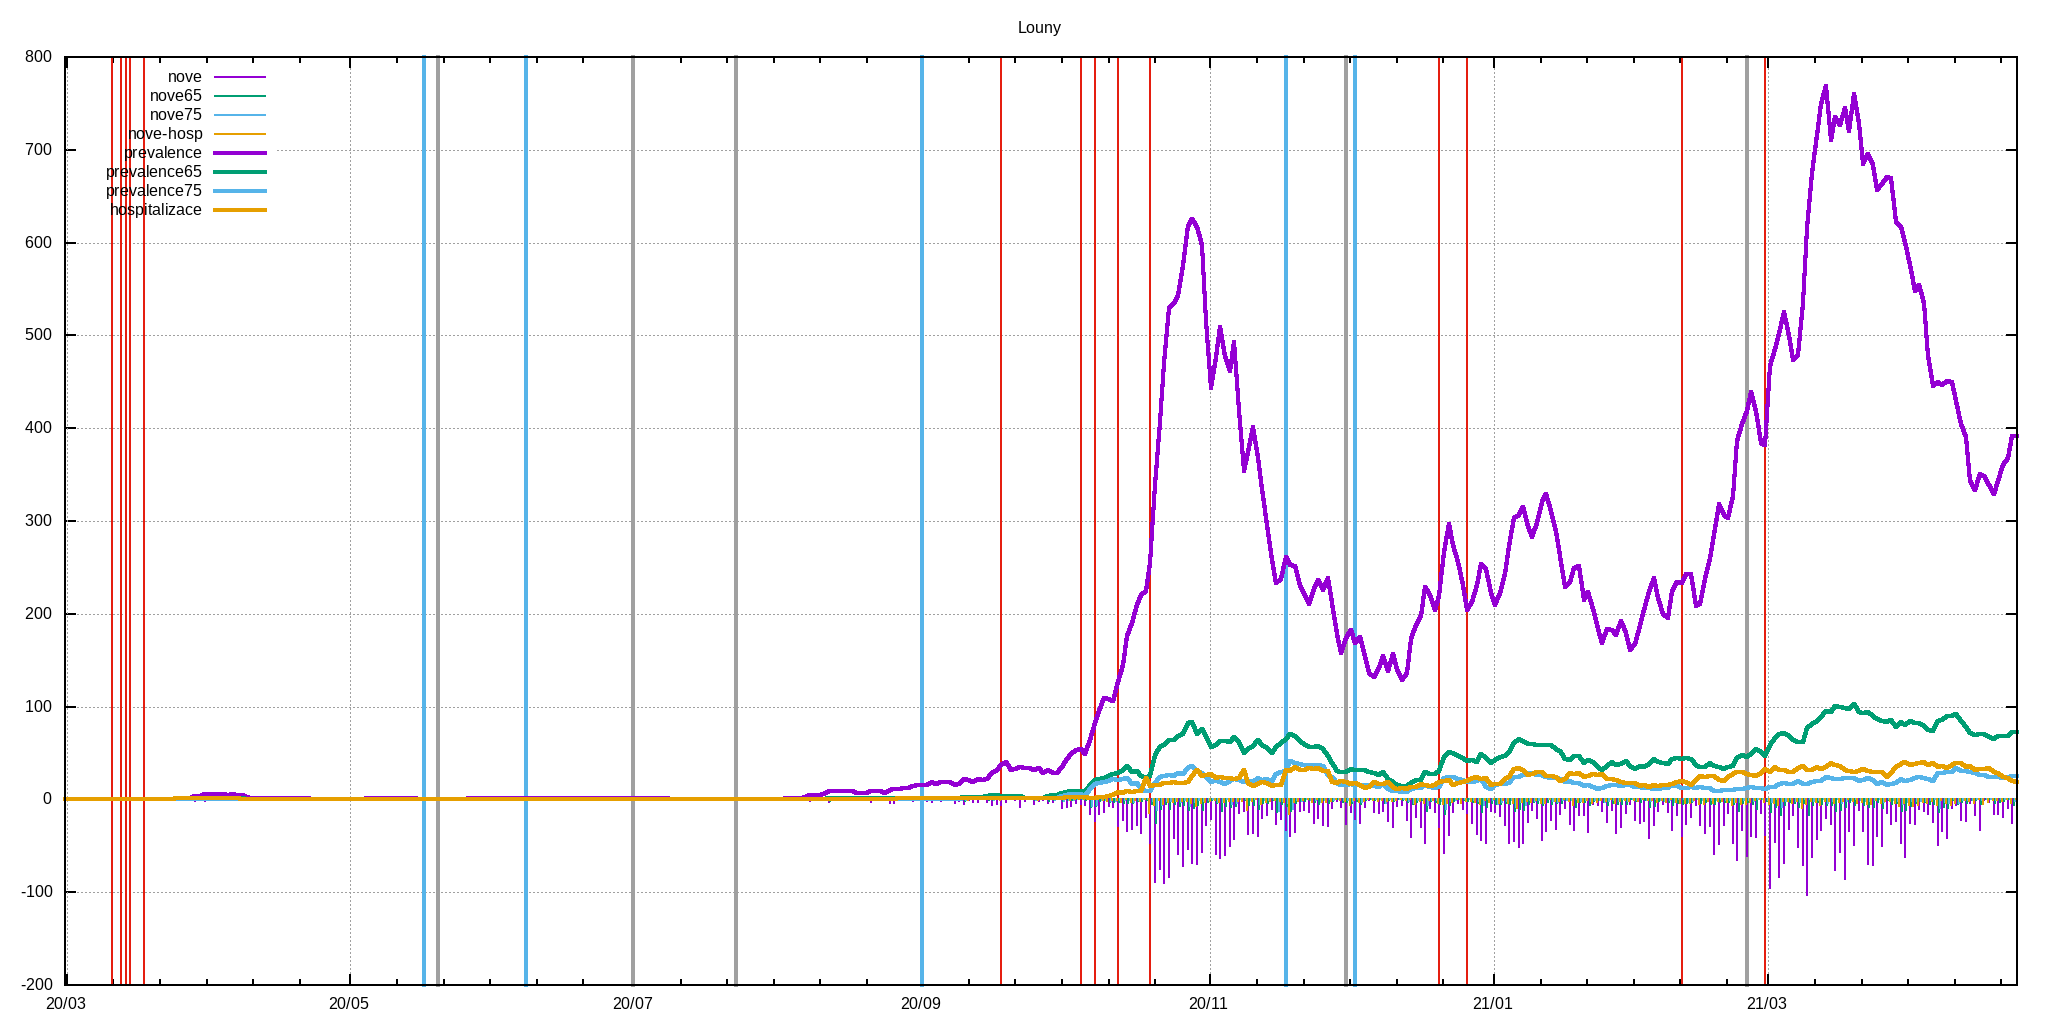 Louny
800
700
600
500
400
300
200
100
0
-100
-200
nove
nove65
nove75
nove-hosp
prevalence
prevalence65
prevalence75
hospitalizace
20/03 20/05 20/07 20/09 20/11 21/01 21/03